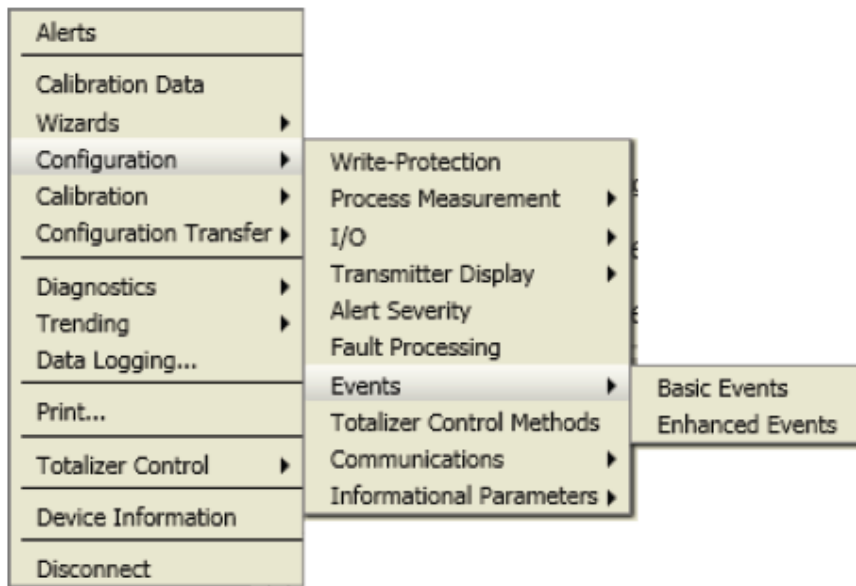 Alerts
Calibration Data
Wizards
Configuration
Calibration
Configuration Transfer
Diagnostics
Trending
Data Logging...
Print...
Totalizer Control
Device Information
Disconnect
Write-Protection
Process Measurement
I/O
Transmitter Display
Alert Severity
Fault Processing
Events
Totalizer Control Methods
Communications
Informational Parameters
Basic Events
Enhanced Events